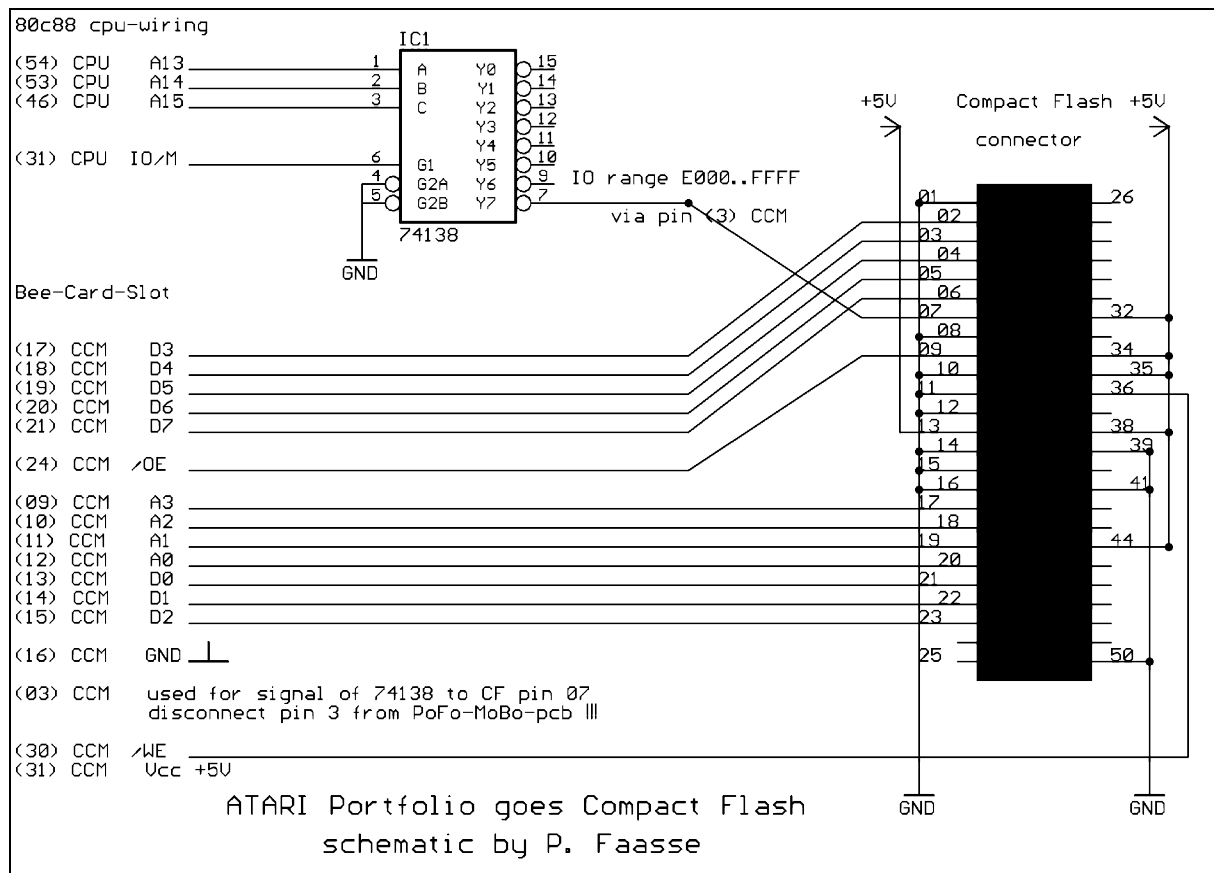 80c88 cpu-wiring
IC1
(54) CPU A13 1 A Y0 15
(53) CPU A14 2 B Y1 14
(46) CPU A15 3 C Y2 13
Y3 12
Y4 11
(31) CPU IO/M 6 G1 Y5 10
4 G2A Y6 9
5 G2B Y7 7
74138
GND
IO range E000..FFFF
via pin (3) CCM
+5V Compact Flash +5V
connector
Bee-Card-Slot
(17) CCM D3
(18) CCM D4
(19) CCM D5
(20) CCM D6
(21) CCM D7
(24) CCM /OE
(09) CCM A3
(10) CCM A2
(11) CCM A1
(12) CCM A0
(13) CCM D0
(14) CCM D1
(15) CCM D2
(16) CCM GND
(03) CCM used for signal of 74138 to CF pin 07
disconnect pin 3 from PoFo-MoBo-pcb !!!
(30) CCM /WE
(31) CCM Vcc +5V
01
02
03
04
05
06
07
08
09
10
11
12
13
14
15
16
17
18
19
20
21
22
23
25
26
32
34
35
36
38
39
41
44
50
GND
GND
ATARI Portfolio goes Compact Flash
schematic by P. Faasse